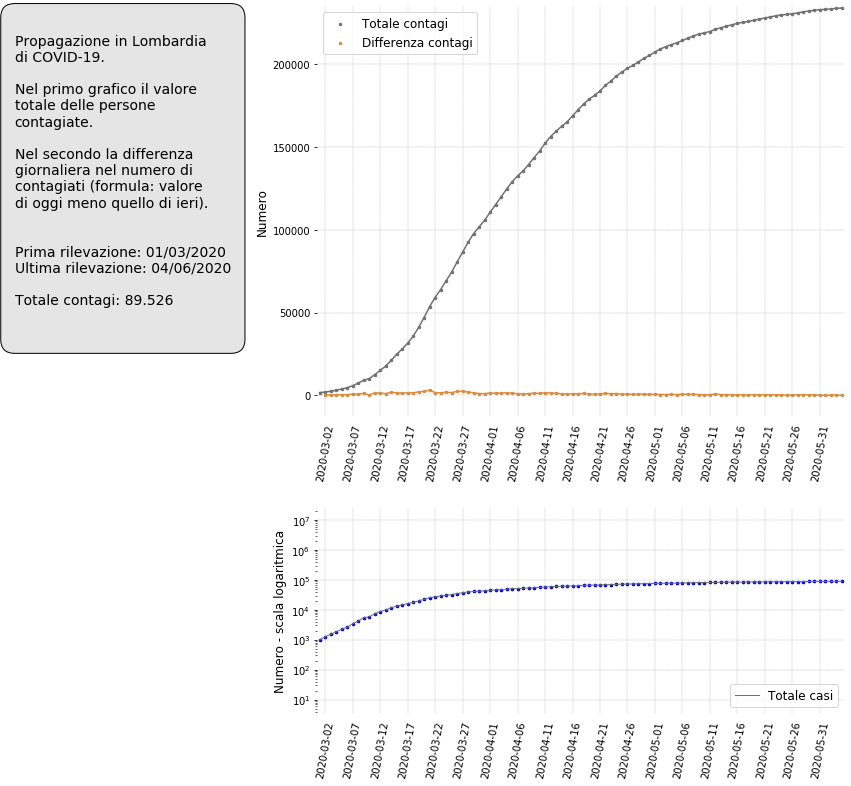 Propagazione in Lombardia
di COVID-19.
Nel primo grafico il valore
totale delle persone
contagiate.
Nel secondo la differenza
giornaliera nel numero di
contagiati (formula: valore
di oggi meno quello di ieri).
Prima rilevazione: 01/03/2020
Ultima rilevazione: 04/06/2020
Totale contagi: 89.526
Totale contagi
Differenza contagi
Numero
200000
150000
100000
50000
0
2020-03-02
2020-03-07
2020-03-12
2020-03-17
2020-03-22
2020-03-27
2020-04-01
2020-04-06
2020-04-11
2020-04-16
2020-04-21
2020-04-26
2020-05-01
2020-05-06
2020-05-11
2020-05-16
2020-05-21
2020-05-26
2020-05-31
Numero - scala logaritmica
10⁷
10⁶
10⁵
10⁴
10³
10²
10¹
Totale casi
2020-03-02
2020-03-07
2020-03-12
2020-03-17
2020-03-22
2020-03-27
2020-04-01
2020-04-06
2020-04-11
2020-04-16
2020-04-21
2020-04-26
2020-05-01
2020-05-06
2020-05-11
2020-05-16
2020-05-21
2020-05-26
2020-05-31